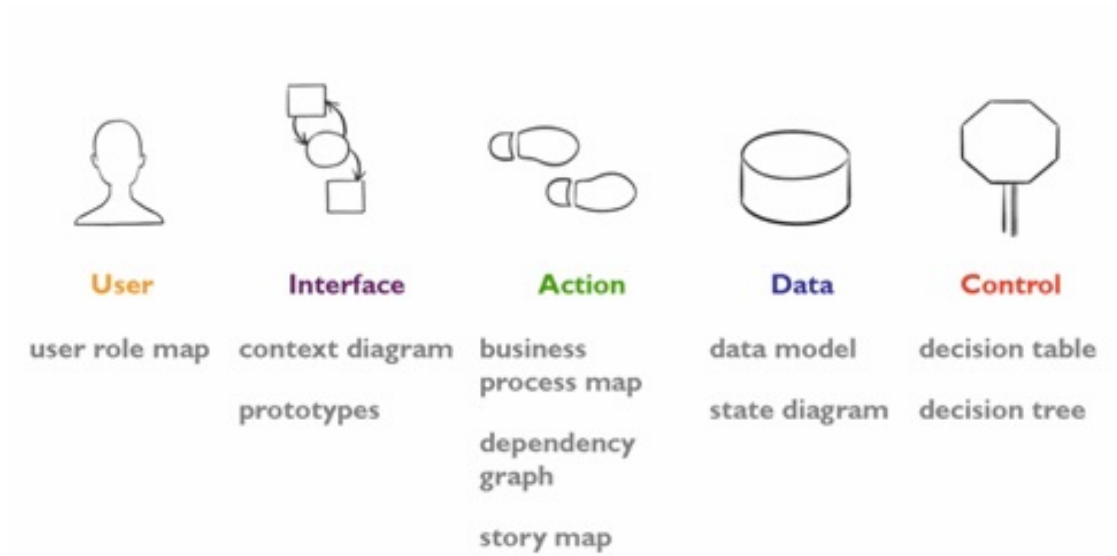 User
Interface
Action
Data
Control
user role map
context diagram
prototypes
business
process map
dependency
graph
story map
data model
state diagram
decision table
decision tree